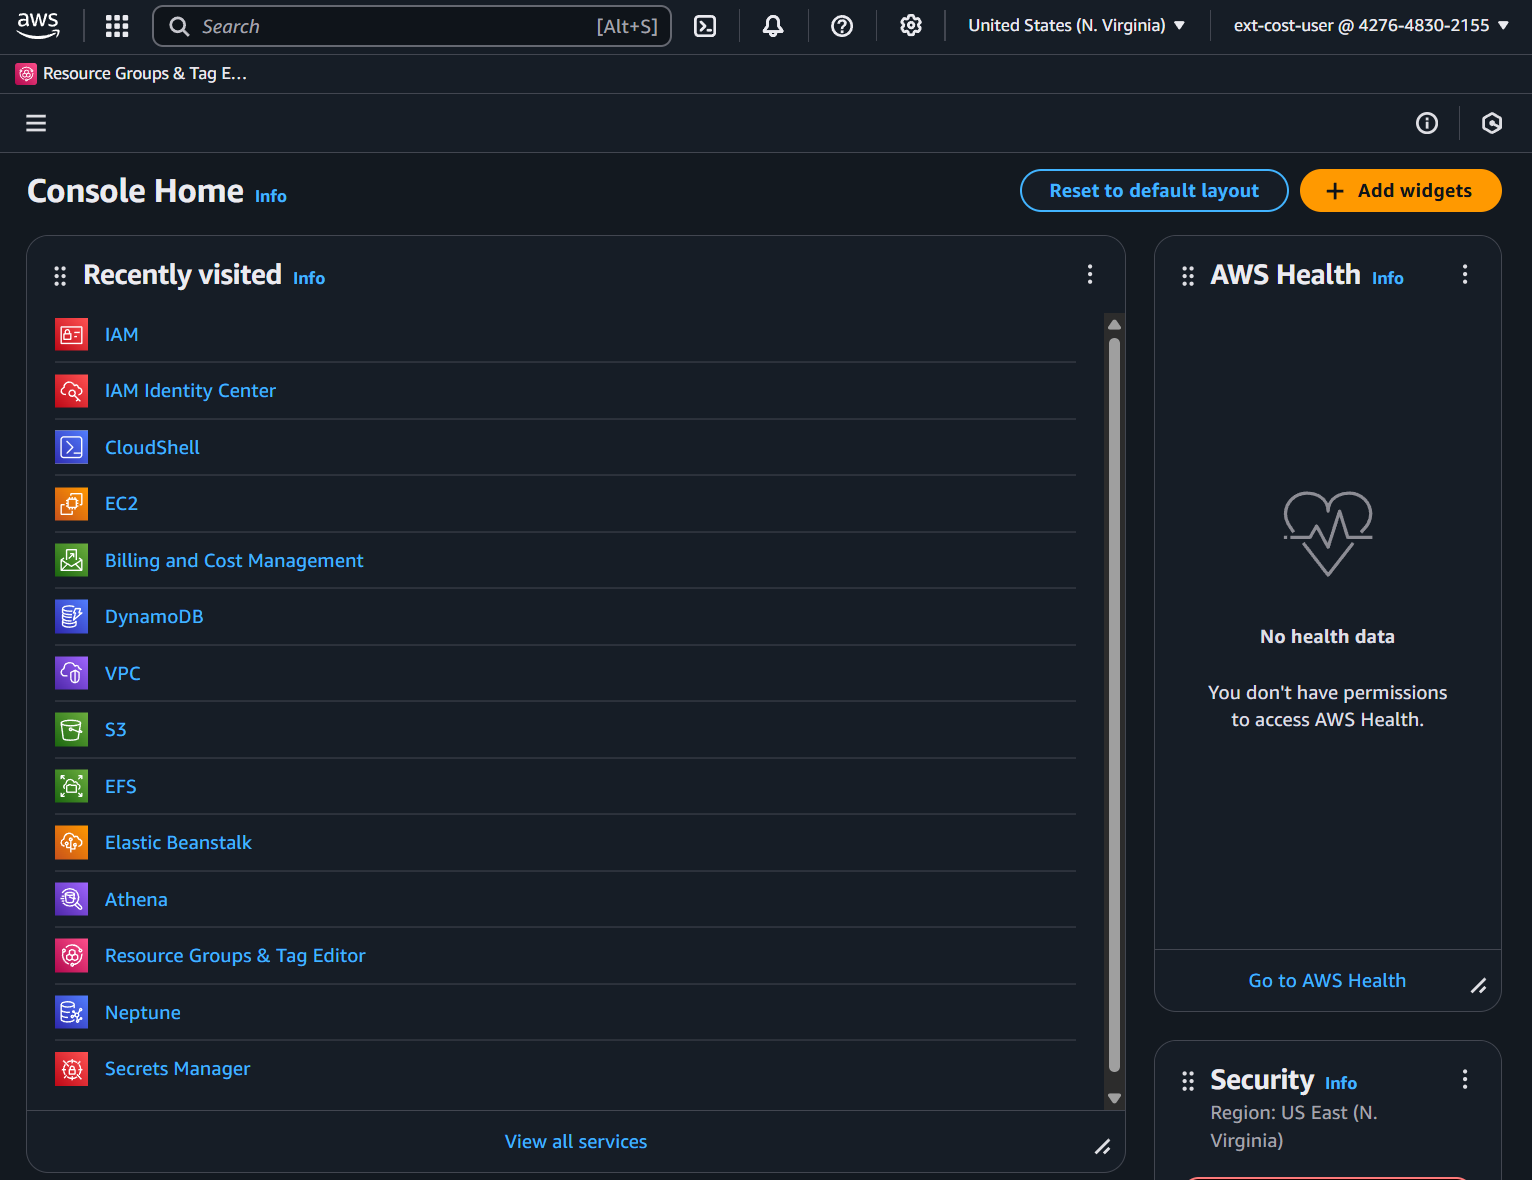 aws
Search
[Alt+S]
United States (N. Virginia)
ext-cost-user @ 4276-4830-2155
Resource Groups & Tag E...
Console Home Info
Reset to default layout
Add widgets
Recently visited Info
IAM
IAM Identity Center
CloudShell
EC2
Billing and Cost Management
DynamoDB
VPC
S3
EFS
Elastic Beanstalk
Athena
Resource Groups & Tag Editor
Neptune
Secrets Manager
View all services
AWS Health Info
No health data
You don't have permissions
to access AWS Health.
Go to AWS Health
Security Info
Region: US East (N.
Virginia)